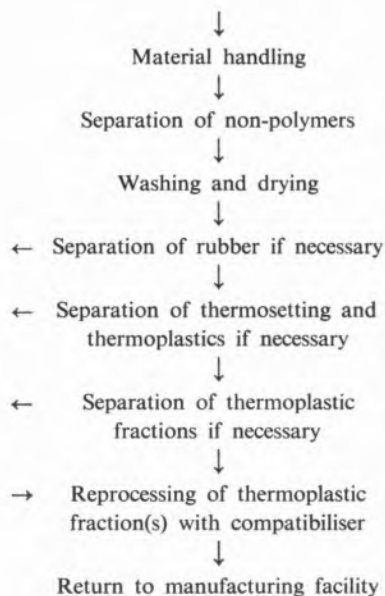 ↓
Material handling
↓
Separation of non-polymers
↓
Washing and drying
↓
← Separation of rubber if necessary
↓
← Separation of thermosetting and
thermoplastics if necessary
↓
← Separation of thermoplastic
fractions if necessary
↓
→ Reprocessing of thermoplastic
fraction(s) with compatibiliser
↓
Return to manufacturing facility